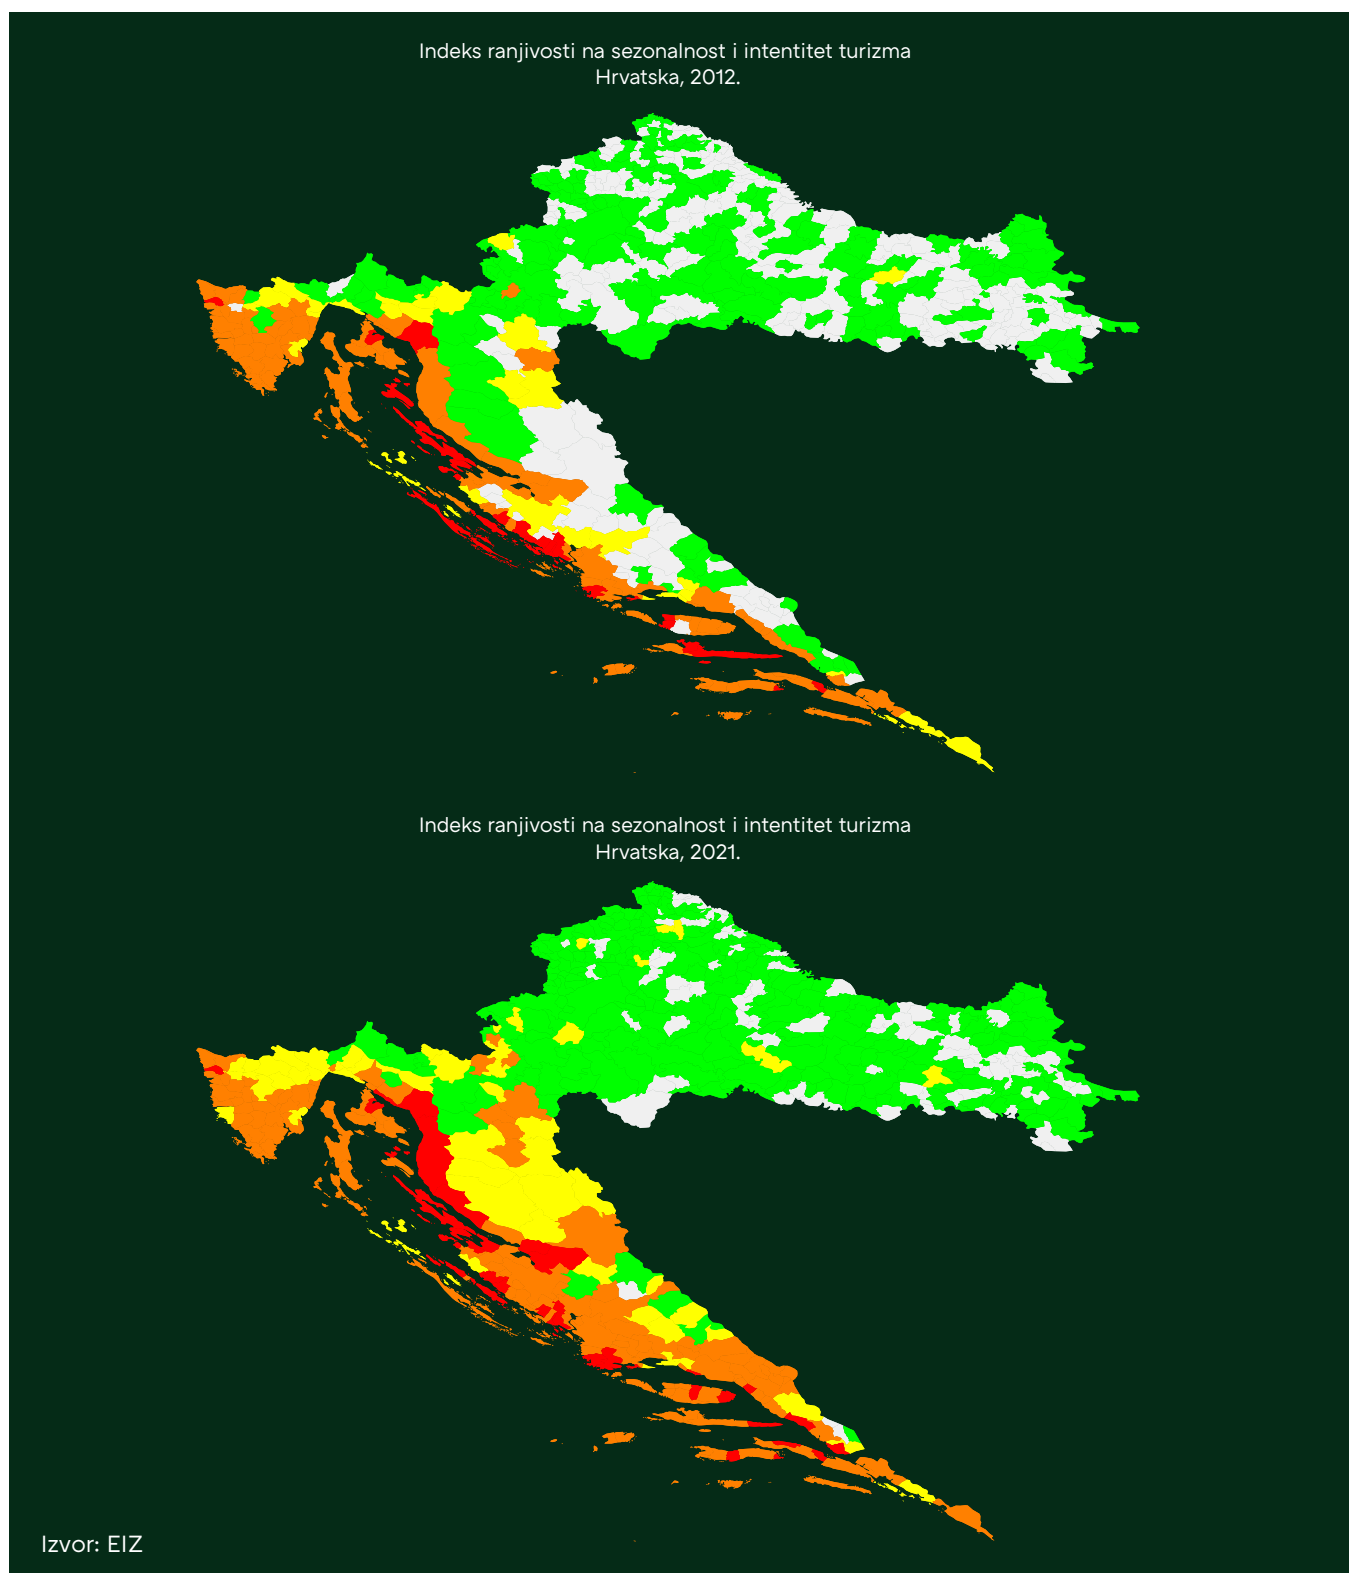 Indeks ranjivosti na sezonalnost i intentitet turizma
Hrvatska, 2012.
Indeks ranjivosti na sezonalnost i intentitet turizma
Hrvatska, 2021.
Izvor: EIZ